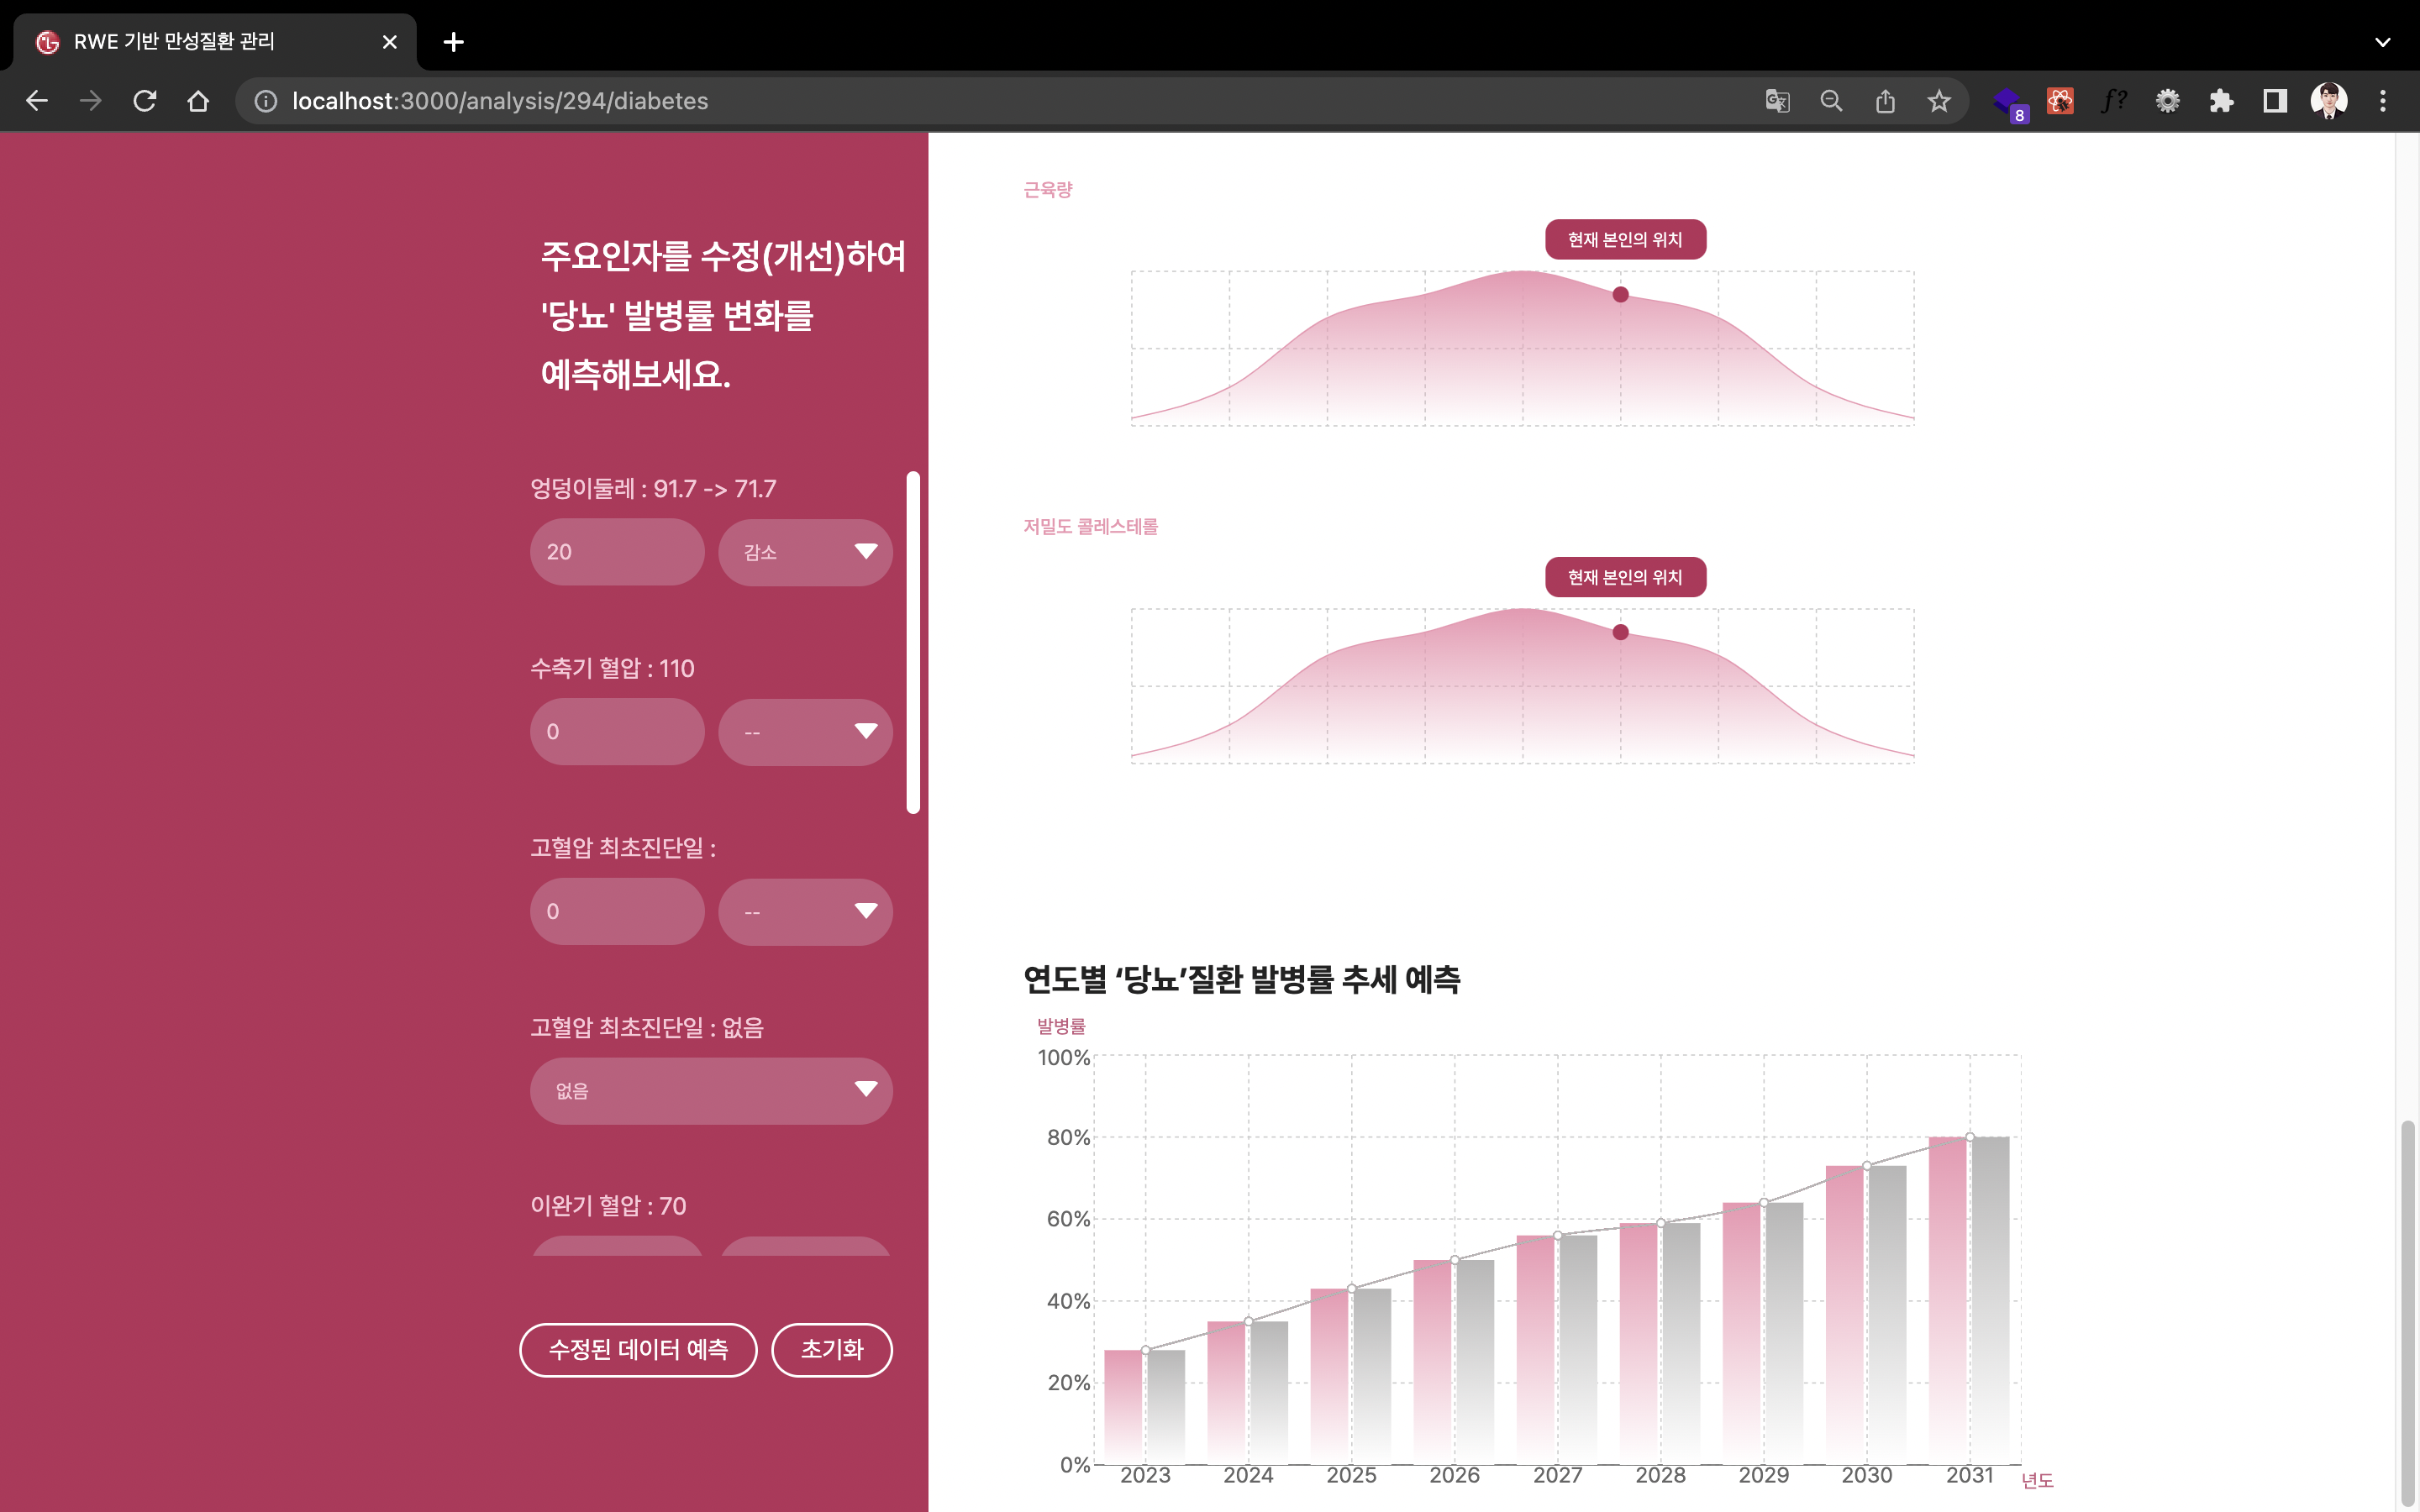 RWE 기반 만성질환 관리
localhost:3000/analysis/294/diabetes
f?
8
주요인자를 수정(개선)하여
'당뇨' 발병률 변화를
예측해보세요.
엉덩이둘레 : 91.7 -> 71.7
20
감소
수축기 혈압 : 110
0
--
고혈압 최초진단일 :
0
--
고혈압 최초진단일 : 없음
없음
이완기 혈압 : 70
수정된 데이터 예측
초기화
근육량
현재 본인의 위치
저밀도 콜레스테롤
현재 본인의 위치
연도별 ‘당뇨’질환 발병률 추세 예측
발병률
100%
80%
60%
40%
20%
0%
2023 2024 2025 2026 2027 2028 2029 2030 2031
년도